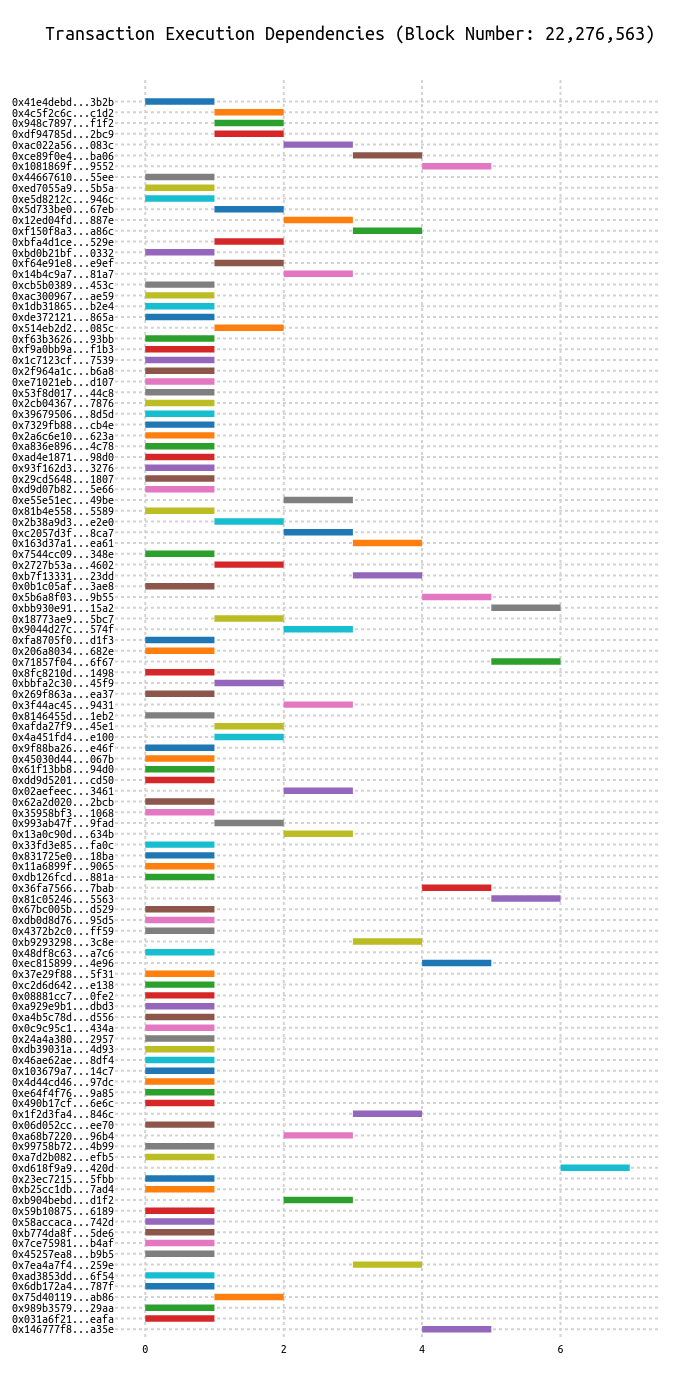 Transaction Execution Dependencies (Block Number: 22,276,563)
0x41e4debd...3b2b
0x4c5f2c6c...c1d2
0x948c7897...f1f2
0xdf94785d...2bc9
0xac022a56...083c
0xce89f0e4...ba06
0x1081869f...9552
0x44667610...55ee
0xed7055a9...5b5a
0xe5d8212c...946c
0x5d733be0...67eb
0x12ed04fd...887e
0xf150f8a3...a86c
0xbfa4d1ce...529e
0xbd0b21bf...0332
0xf64e91e8...e9ef
0x14b4c9a7...81a7
0xcb5b0389...453c
0xac300967...ae59
0x1db31865...b2e4
0xde372121...865a
0x514eb2d2...085c
0xf63b3626...93bb
0xf9a0bb9a...f1b3
0x1c7123cf...7539
0x2f964a1c...b6a8
0xe71021eb...d107
0x53f8d017...44c8
0x2cb04367...7876
0x39679506...8d5d
0x7329fb88...cb4e
0x2a6c6e10...623a
0xa836e896...4c78
0xad4e1871...98d0
0x93f162d3...3276
0x29cd5648...1807
0xd9d07b82...5e66
0xe55e51ec...49be
0x81b4e558...5589
0x2b38a9d3...e2e0
0xc2057d3f...8ca7
0x163d37a1...ea61
0x7544cc09...348e
0x2727b53a...4602
0xb7f13331...23dd
0x0b1c05af...3ae8
0x5b6a8f03...9b55
0xbb930e91...15a2
0x18773ae9...5bc7
0x9044d27c...574f
0xfa8705f0...d1f3
0x206a8034...682e
0x71857f04...6f67
0x8fc8210d...1498
0xbbfa2c30...45f9
0x269f863a...ea37
0x3f44ac45...9431
0x8146455d...1eb2
0xafda27f9...45e1
0x4a451fd4...e100
0x9f88ba26...e46f
0x45030d44...067b
0x61f13bb8...94d0
0xdd9d5201...cd50
0x02aefeec...3461
0x62a2d020...2bcb
0x35958bf3...1068
0x993ab47f...9fad
0x13a0c90d...634b
0x33fd3e85...fa0c
0x831725e0...18ba
0x11a6899f...9065
0xdb126fcd...881a
0x36fa7566...7bab
0x81c05246...5563
0x67bc005b...d529
0xdb0d8d76...95d5
0x4372b2c0...ff59
0xb9293298...3c8e
0x48df8c63...a7c6
0xec815899...4e96
0x37e29f88...5f31
0xc2d6d642...e138
0x08881cc7...0fe2
0xa929e9b1...dbd3
0xa4b5c78d...d556
0x0c9c95c1...434a
0x24a4a380...2957
0xdb39031a...4d93
0x46ae62ae...8df4
0x103679a7...14c7
0x4d44cd46...97dc
0xe64f4f76...9a85
0x490b17cf...6e6c
0x1f2d3fa4...846c
0x06d052cc...ee70
0xa68b7220...96b4
0x99758b72...4b99
0xa7d2b082...efb5
0xd618f9a9...420d
0x23ec7215...5fbb
0xb25cc1db...7ad4
0xb904bebd...d1f2
0x59b10875...6189
0x58accaca...742d
0xb774da8f...5de6
0x7ce75981...b4af
0x45257ea8...b9b5
0x7ea4a7f4...259e
0xad3853dd...6f54
0x6db172a4...787f
0x75d40119...ab86
0x989b3579...29aa
0x031a6f21...eafa
0x146777f8...a35e
0 2 4 6